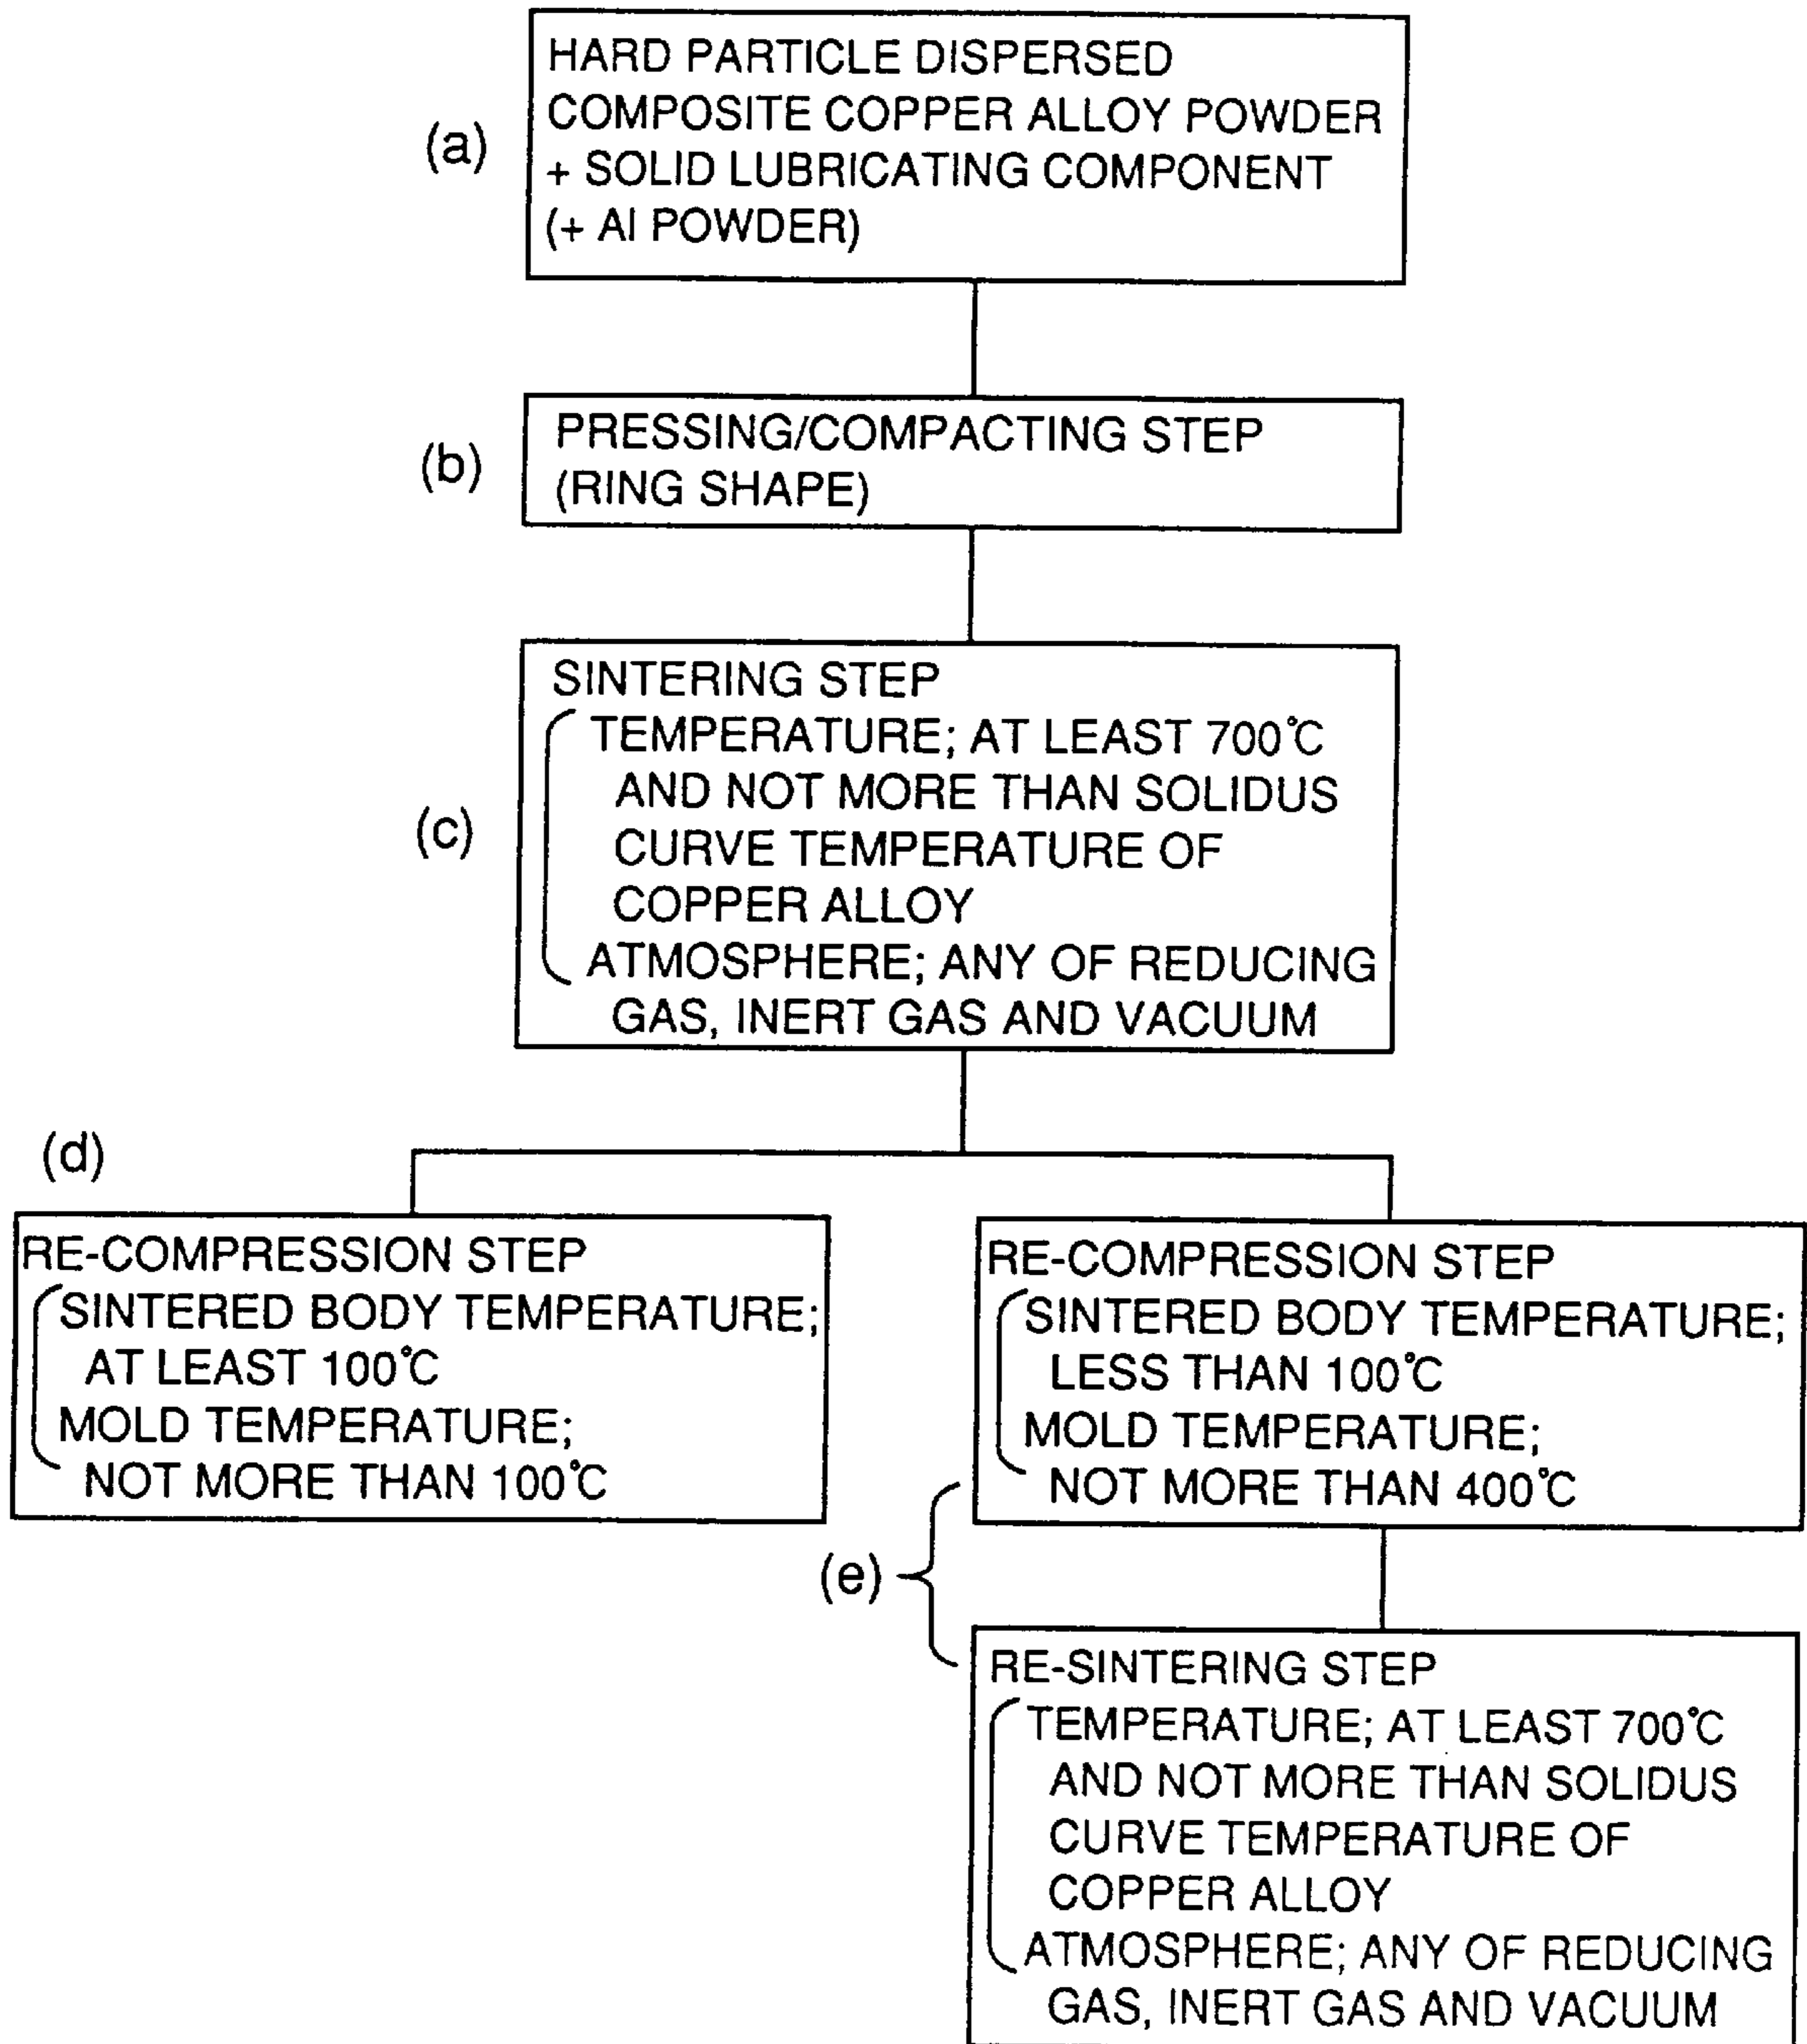 (a)
HARD PARTICLE DISPERSED
COMPOSITE COPPER ALLOY POWDER
+ SOLID LUBRICATING COMPONENT
(+ Al POWDER)
(b)
PRESSING/COMPACTING STEP
(RING SHAPE)
(c)
SINTERING STEP
TEMPERATURE; AT LEAST 700℃
AND NOT MORE THAN SOLIDUS
CURVE TEMPERATURE OF
COPPER ALLOY
ATMOSPHERE; ANY OF REDUCING
GAS, INERT GAS AND VACUUM
(d)
RE-COMPRESSION STEP
SINTERED BODY TEMPERATURE;
AT LEAST 100℃
MOLD TEMPERATURE;
NOT MORE THAN 100℃
(e)
RE-COMPRESSION STEP
SINTERED BODY TEMPERATURE;
LESS THAN 100℃
MOLD TEMPERATURE;
NOT MORE THAN 400℃
RE-SINTERING STEP
TEMPERATURE; AT LEAST 700℃
AND NOT MORE THAN SOLIDUS
CURVE TEMPERATURE OF
COPPER ALLOY
ATMOSPHERE; ANY OF REDUCING
GAS, INERT GAS AND VACUUM